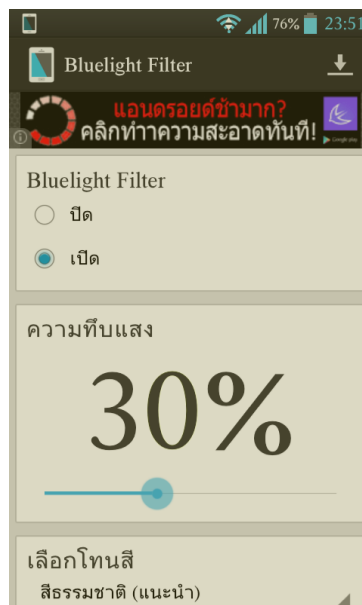 76% 23:51
Bluelight Filter
แอนดรอยด์ช้ามาก?
คลิกทำความสะอาดทันที!
Google play
Bluelight Filter
ปิด
เปิด
ความทึบแสง
30%
เลือกโทนสี
สีธรรมชาติ (แนะนำ)